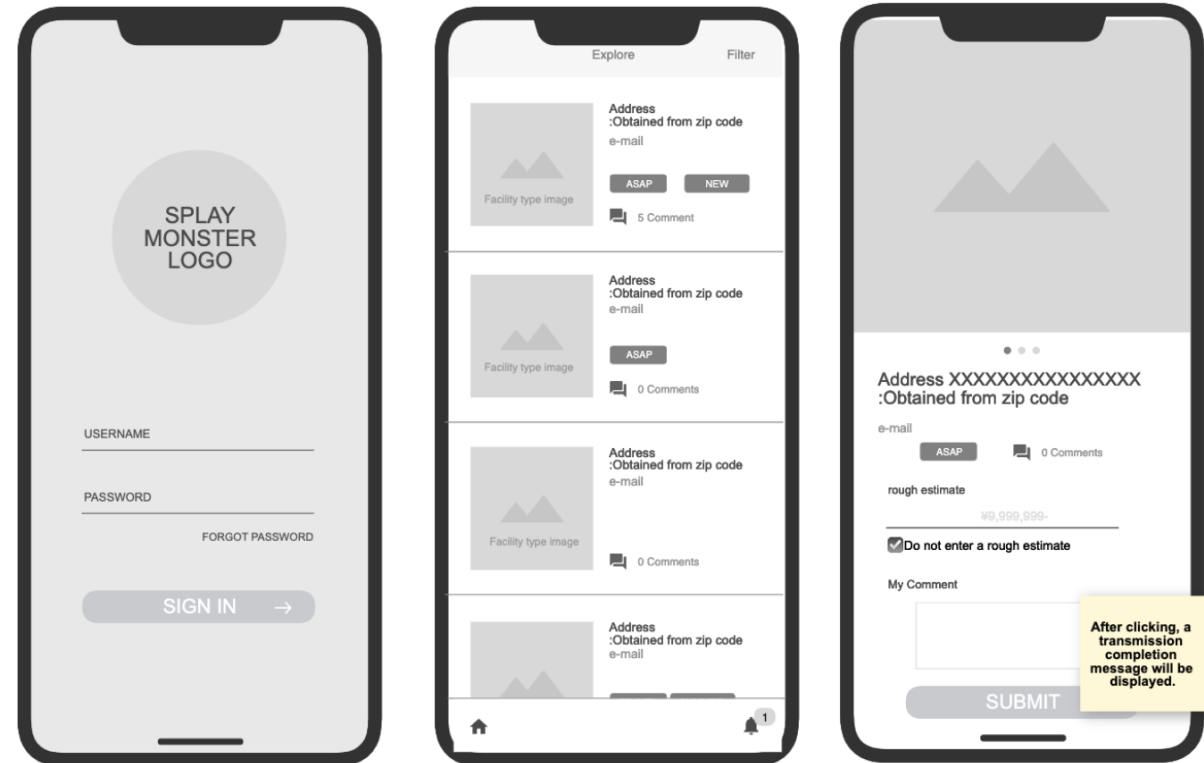 SPLAY
MONSTER
LOGO
USERNAME
PASSWORD
FORGOT PASSWORD
SIGN IN →
Explore
Filter
Address
:Obtained from zip code
e-mail
Facility type image
ASAP
NEW
5 Comment
Address
:Obtained from zip code
e-mail
Facility type image
ASAP
0 Comments
Address
:Obtained from zip code
e-mail
Facility type image
0 Comments
Address
:Obtained from zip code
e-mail
1
Address XXXXXXXXXXXXXXXX
:Obtained from zip code
e-mail
ASAP
0 Comments
rough estimate
¥9,999,999-
Do not enter a rough estimate
My Comment
SUBMIT
After clicking, a
transmission
completion
message will be
displayed.